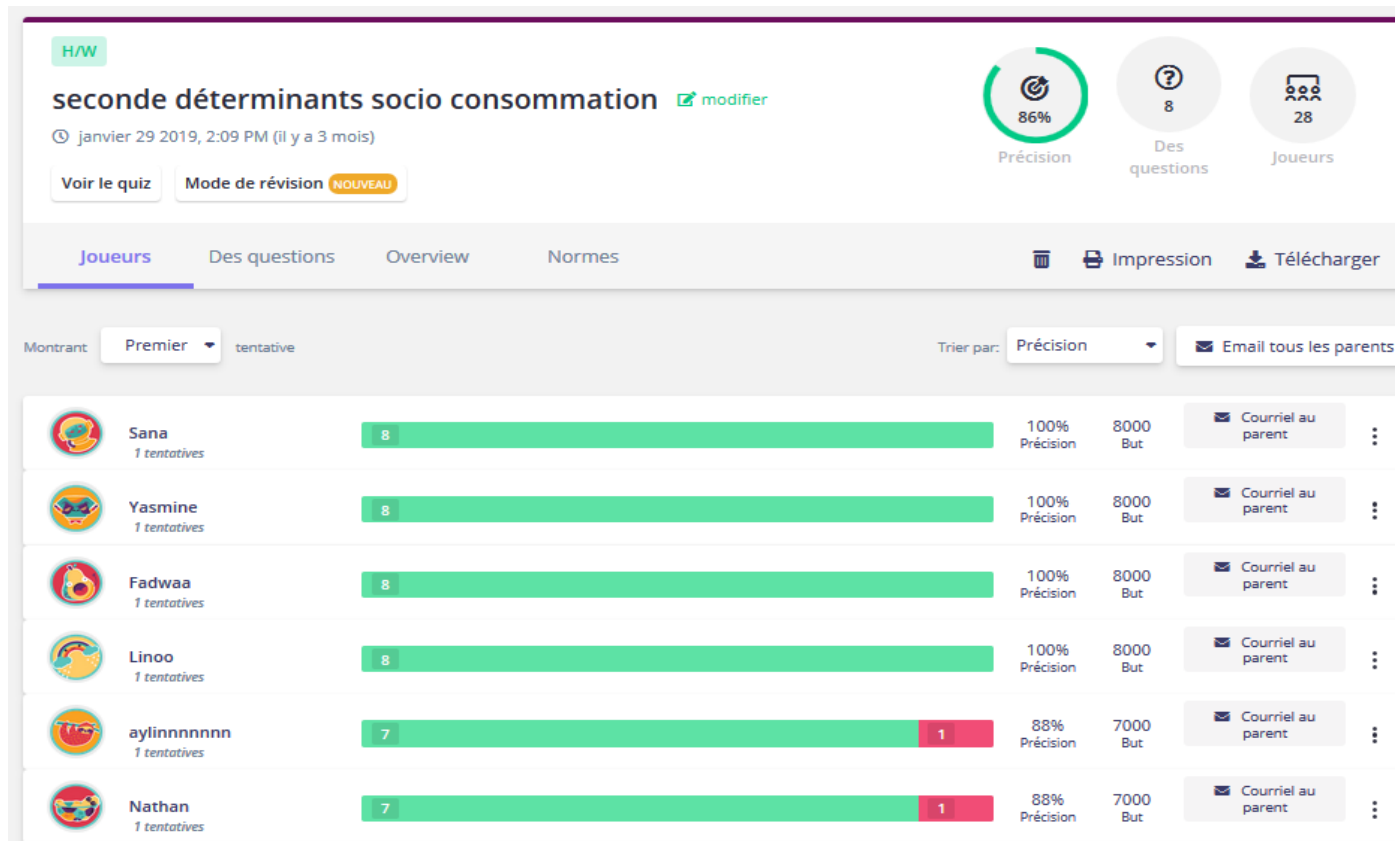 H/W
seconde déterminants socio consommation modifier
janvier 29 2019, 2:09 PM (il y a 3 mois)
Voir le quiz Mode de révision NOUVEAU
86%
Précision
8
Des
questions
28
Joueurs
Joueurs Des questions Overview Normes Impression Télécharger
Montrant Premier tentative Trier par: Précision Email tous les parents
Sana
1 tentatives
8
100%
Précision
8000
But
Courriel au
parent
Yasmine
1 tentatives
8
100%
Précision
8000
But
Courriel au
parent
Fadwaa
1 tentatives
8
100%
Précision
8000
But
Courriel au
parent
Linoo
1 tentatives
8
100%
Précision
8000
But
Courriel au
parent
aylinnnnnnn
1 tentatives
7 1
88%
Précision
7000
But
Courriel au
parent
Nathan
1 tentatives
7 1
88%
Précision
7000
But
Courriel au
parent